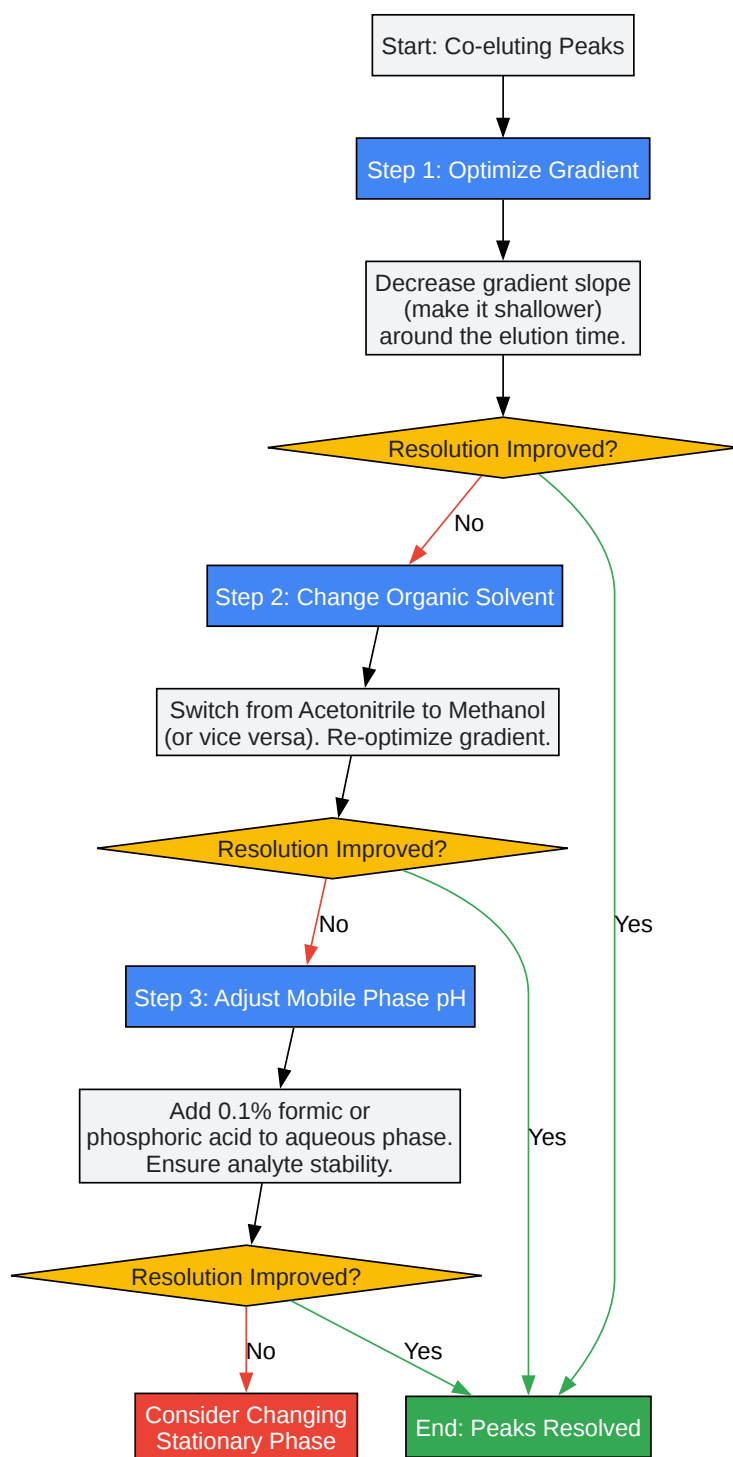 Start: Co-eluting Peaks
Step 1: Optimize Gradient
Decrease gradient slope
(make it shallower)
around the elution time.
Resolution Improved?
No
Step 2: Change Organic Solvent
Switch from Acetonitrile to Methanol
(or vice versa). Re-optimize gradient.
Resolution Improved?
No
Yes
Step 3: Adjust Mobile Phase pH
Add 0.1% formic or
phosphoric acid to aqueous phase.
Ensure analyte stability.
Yes
Resolution Improved?
No
Yes
Consider Changing
Stationary Phase
End: Peaks Resolved